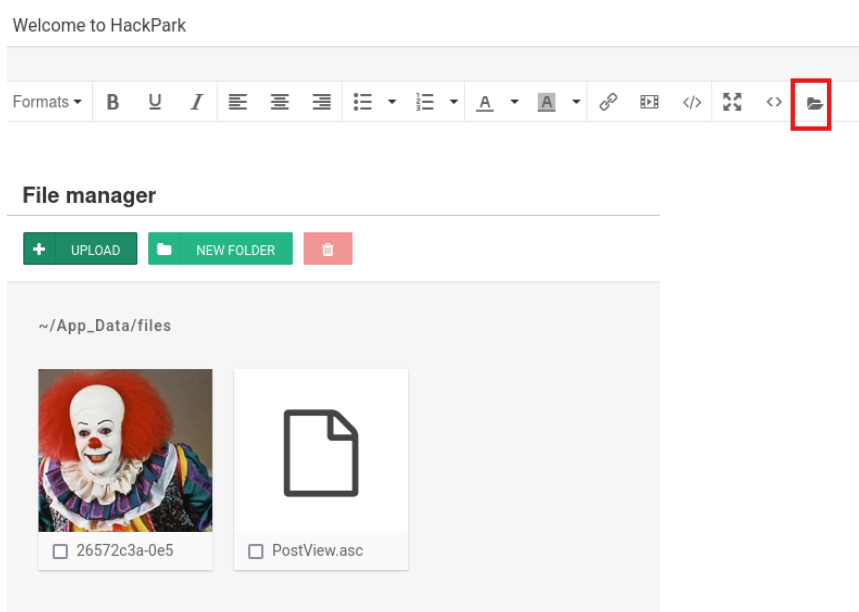 Welcome to HackPark
Formats B U I A A </> <>
File manager
UPLOAD NEW FOLDER
~/App_Data/files
26572c3a-0e5 PostView.asc